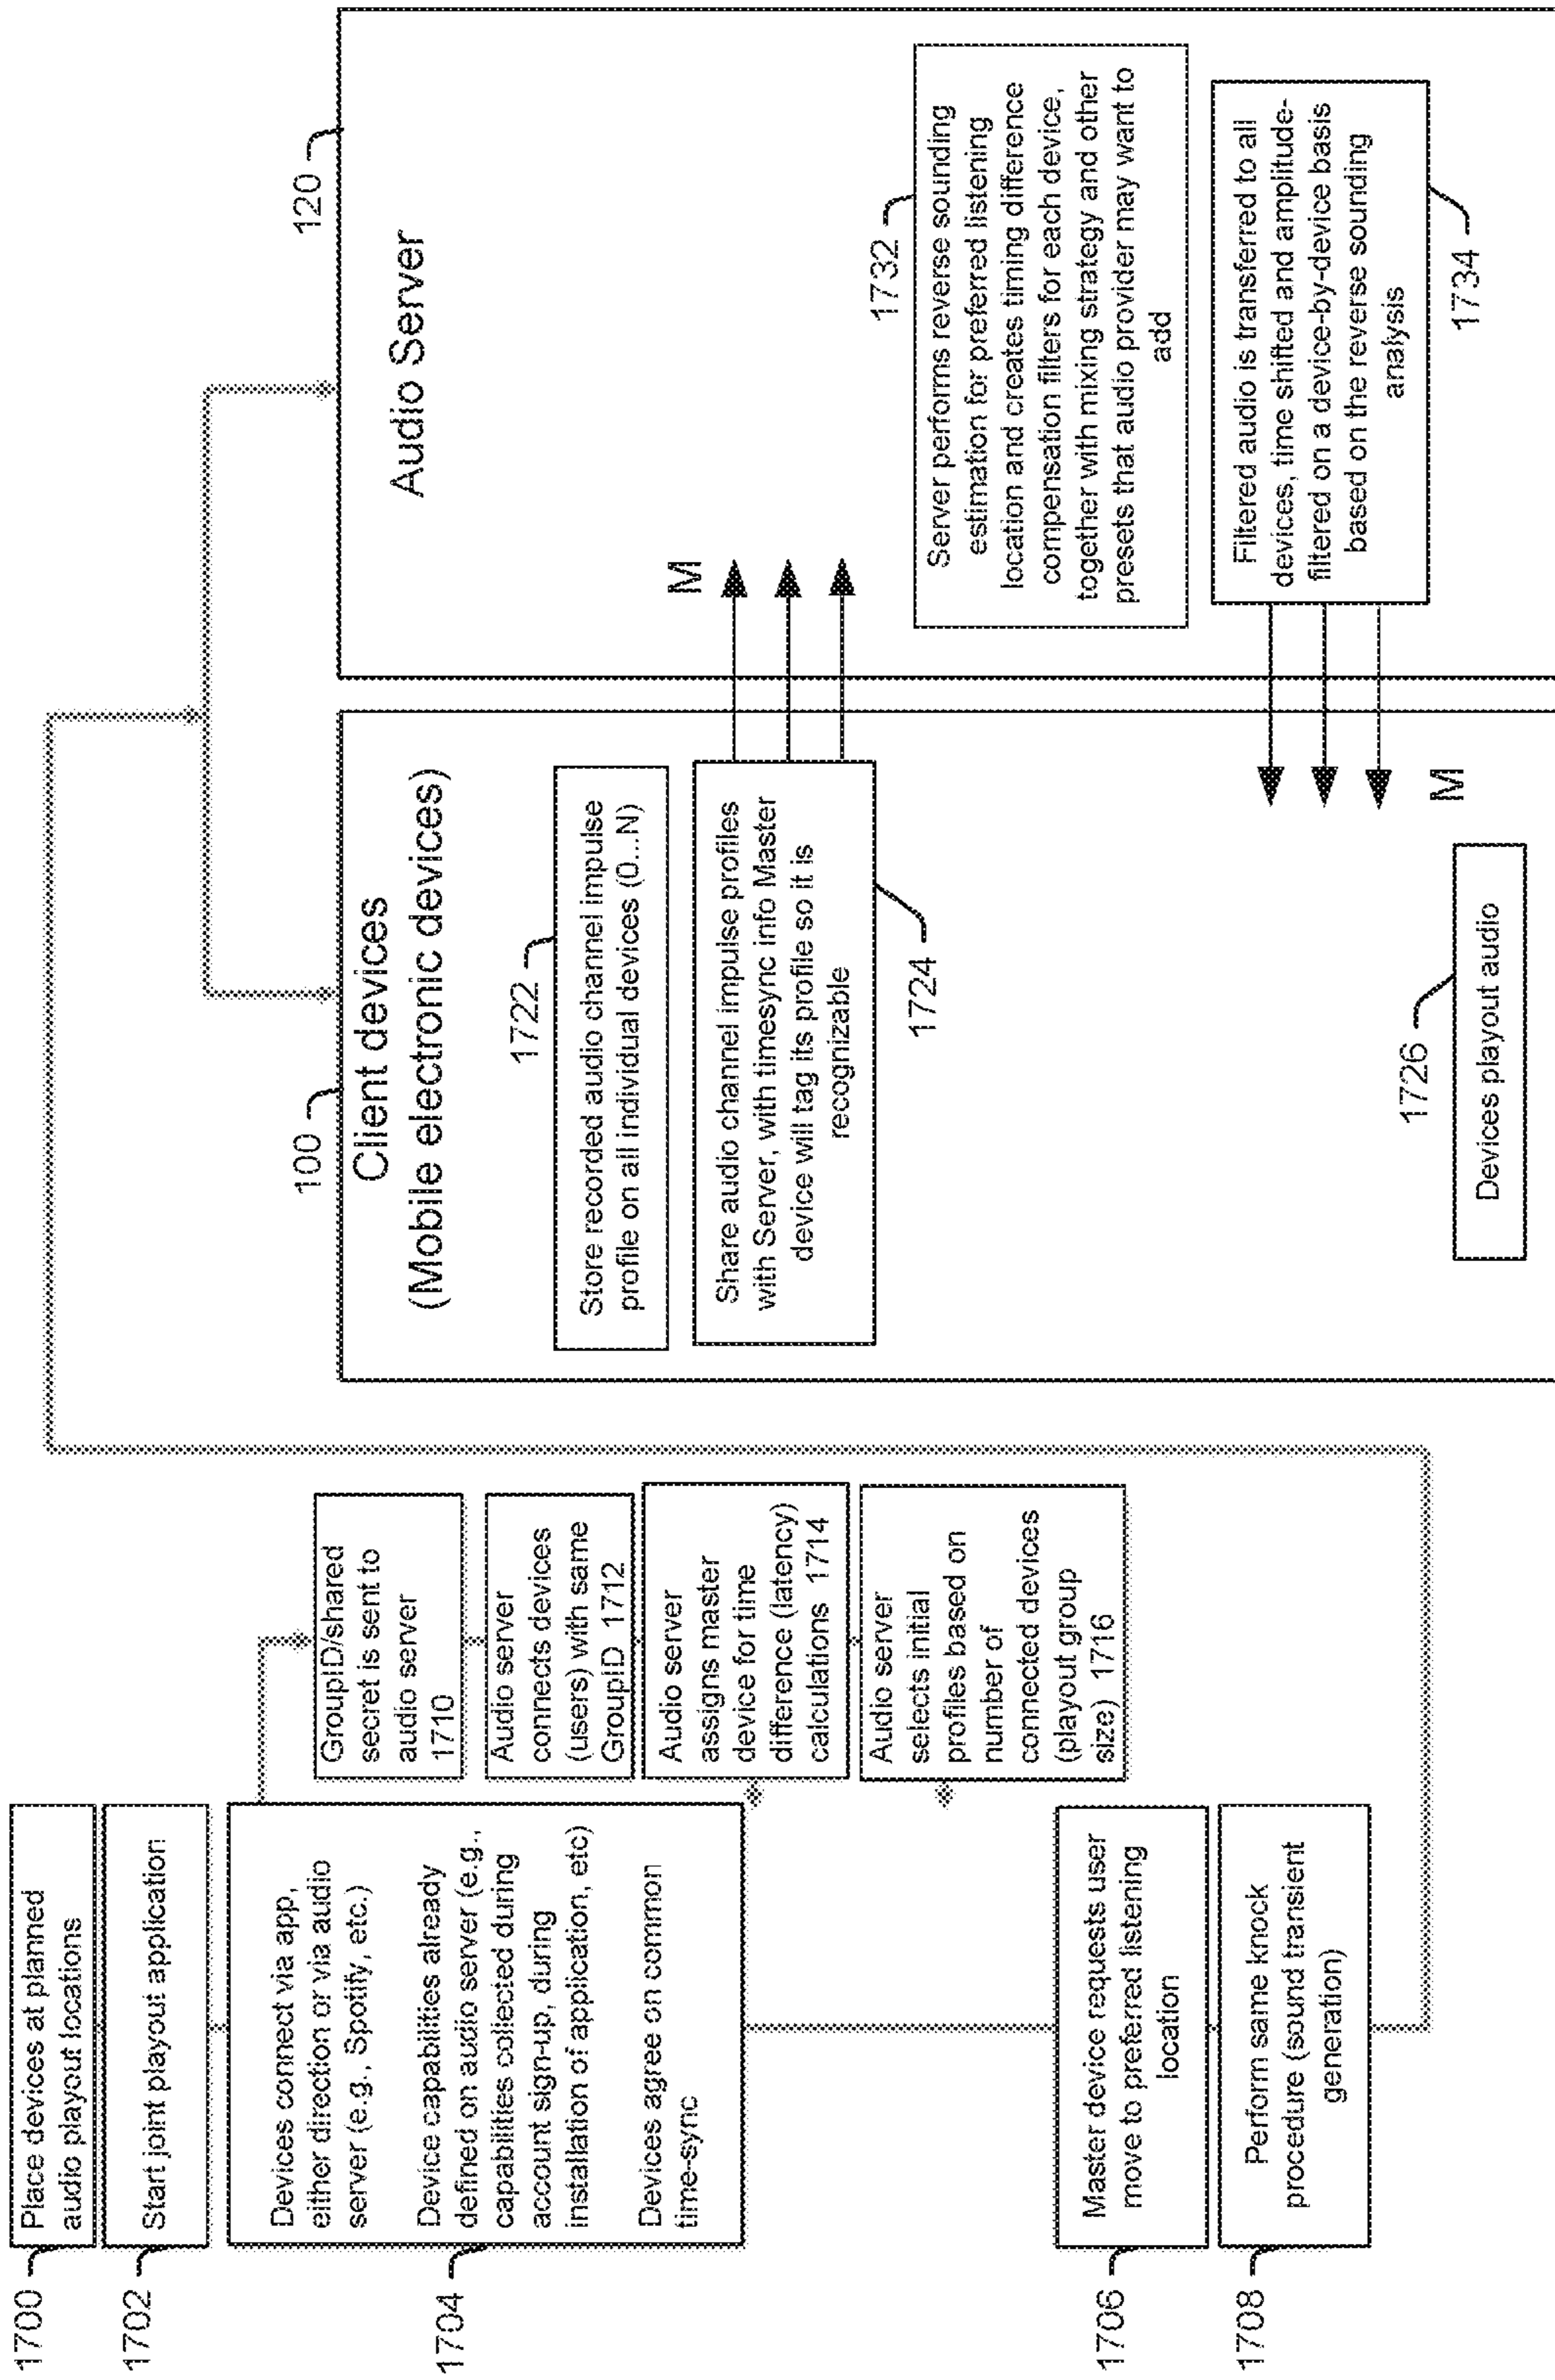 1700
Place devices at planned
audio playout locations
1702
Start joint playout application
1704
Devices connect via app,
either direction or via audio
server (e.g., Spotify, etc.)
Device capabilities already
defined on audio server (e.g.,
capabilities collected during
account sign-up, during
installation of application, etc)
Devices agree on common
time-sync
GroupID/shared
secret is sent to
audio server
1710
Audio server
connects devices
(users) with same
GroupID 1712
Audio server
assigns master
device for time
difference (latency)
calculations 1714
Audio server
selects initial
profiles based on
number of
connected devices
(playout group
size) 1716
1706
Master device requests user
move to preferred listening
location
1708
Perform same knock
procedure (sound transient
generation)
100
Client devices
(Mobile electronic devices)
1722
Store recorded audio channel impulse
profile on all individual devices (0...N)
Share audio channel impulse profiles
with Server, with timesync info Master
device will tag its profile so it is
recognizable
1724
M
1726
Devices playout audio
120
Audio Server
M
1732
Server performs reverse sounding
estimation for preferred listening
location and creates timing difference
compensation filters for each device,
together with mixing strategy and other
presets that audio provider may want to
add
Filtered audio is transferred to all
devices, time shifted and amplitude-
filtered on a device-by-device basis
based on the reverse sounding
analysis
1734